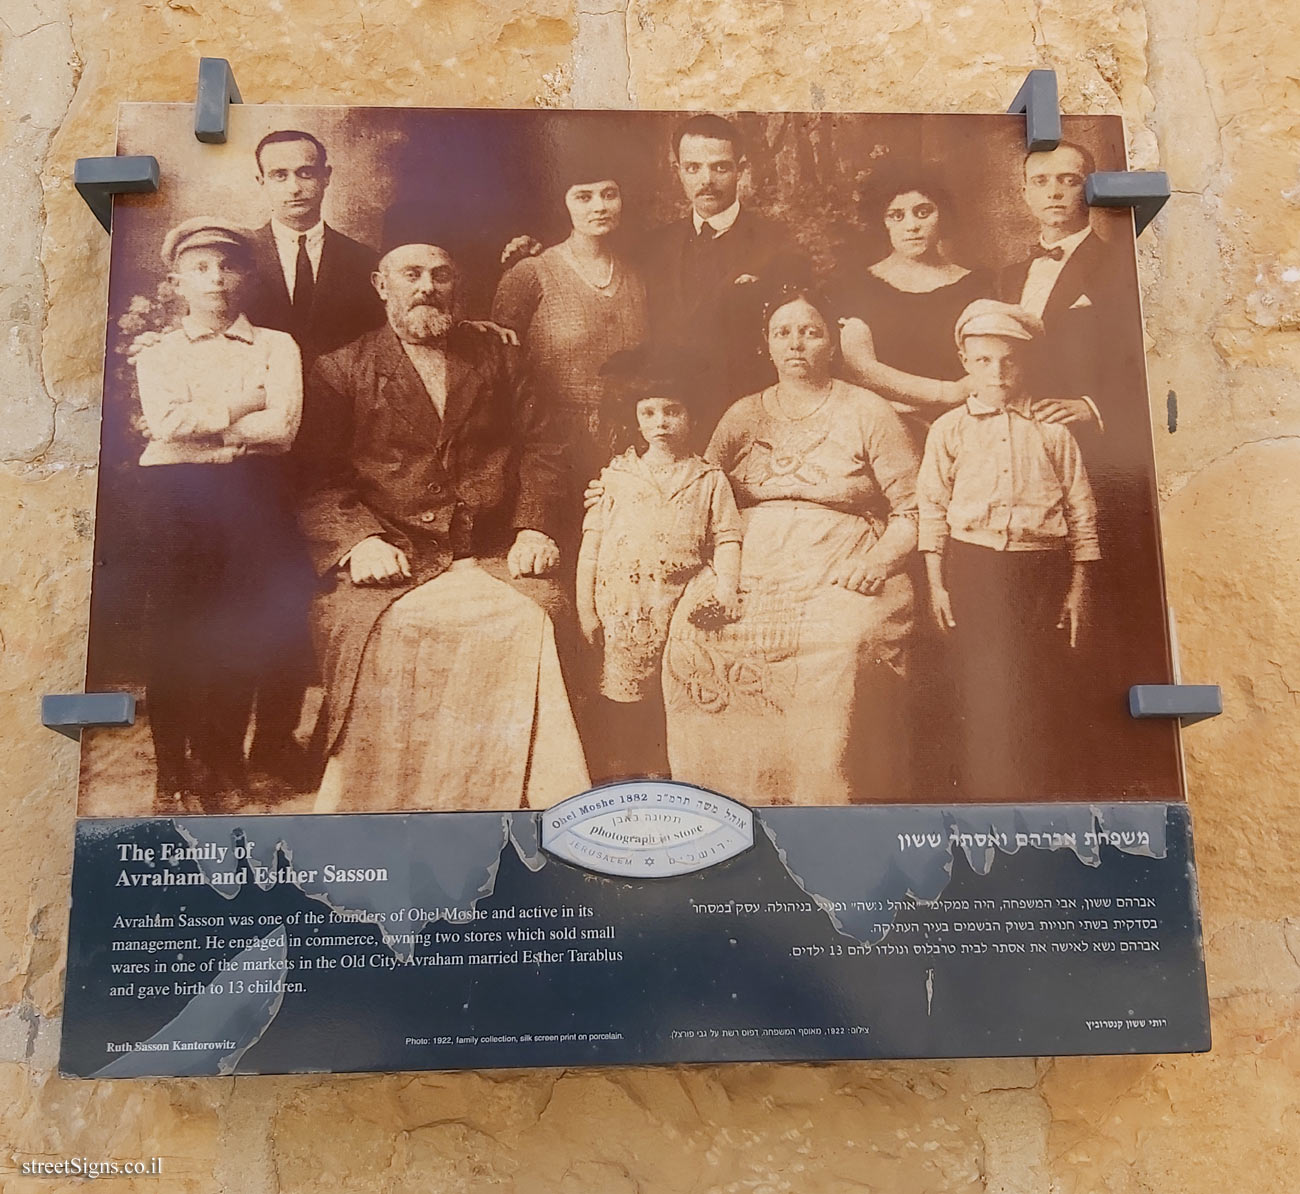 Ohel Moshe 1882 אוהל משה תרמ"ב
תמונה באבן
photograph in stone
JERUSALEM ירושלים
The Family of
Avraham and Esther Sasson
Avraham Sasson was one of the founders of Ohel Moshe and active in its
management. He engaged in commerce, owning two stores which sold small
wares in one of the markets in the Old City. Avraham married Esther Tarablus
and gave birth to 13 children.
Ruth Sasson Kantorowitz
Photo: 1922, family collection, silk screen print on porcelain.
משפחת אברהם ואסתר ששון
אברהם ששון, אבי המשפחה, היה ממקימי "אוהל משה" ופעיל בניהולה. עסק במסחר
בסדקית בשתי חנויות בשוק הבשמים בעיר העתיקה.
אברהם נשא לאישה את אסתר לבית טרבלוס ונולדו להם 13 ילדים.
רותי ששון קנטרוביץ
צילום: 1922, מאוסף המשפחה, דפוס רשת על גבי פורצלן.
streetSigns.co.il